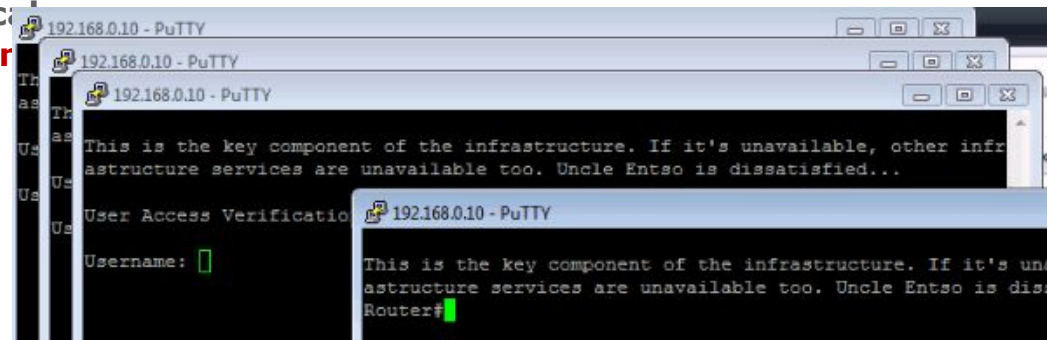 192.168.0.10 - PuTTY
192.168.0.10 - PuTTY
192.168.0.10 - PuTTY
This is the key component of the infrastructure. If it's unavailable, other infr
astructure services are unavailable too. Uncle Entso is dissatisfied...
User Access Verificatio
Username:
192.168.0.10 - PuTTY
This is the key component of the infrastructure. If it's una
astructure services are unavailable too. Uncle Entso is dis
Router#